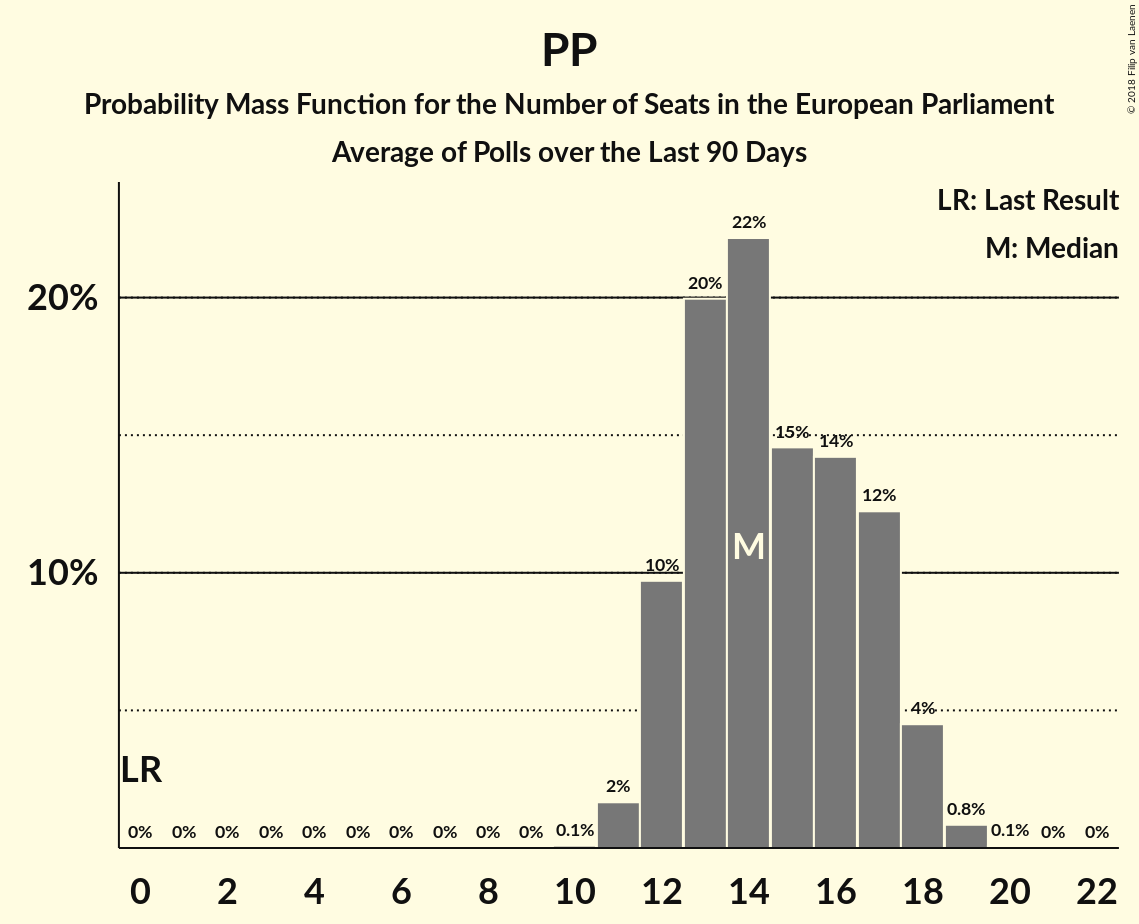 PP
Probability Mass Function for the Number of Seats in the European Parliament
Average of Polls over the Last 90 Days
© 2018 Filip van Laenen
LR: Last Result
M: Median
22%
20%
20%
15%
14%
12%
10%
10%
M
4%
LR
2%
0.8%
0% 0% 0% 0% 0% 0% 0% 0% 0% 0% 0.1% 0.1% 0% 0%
0 2 4 6 8 10 12 14 16 18 20 22